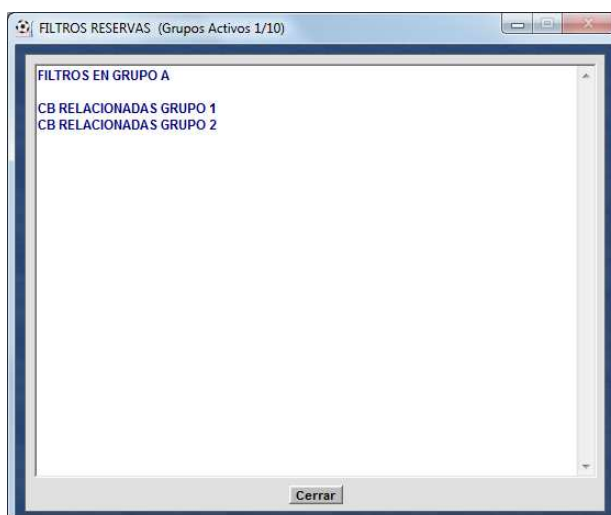 FILTROS RESERVAS (Grupos Activos 1/10)
FILTROS EN GRUPO A
CB RELACIONADAS GRUPO 1
CB RELACIONADAS GRUPO 2
Cerrar